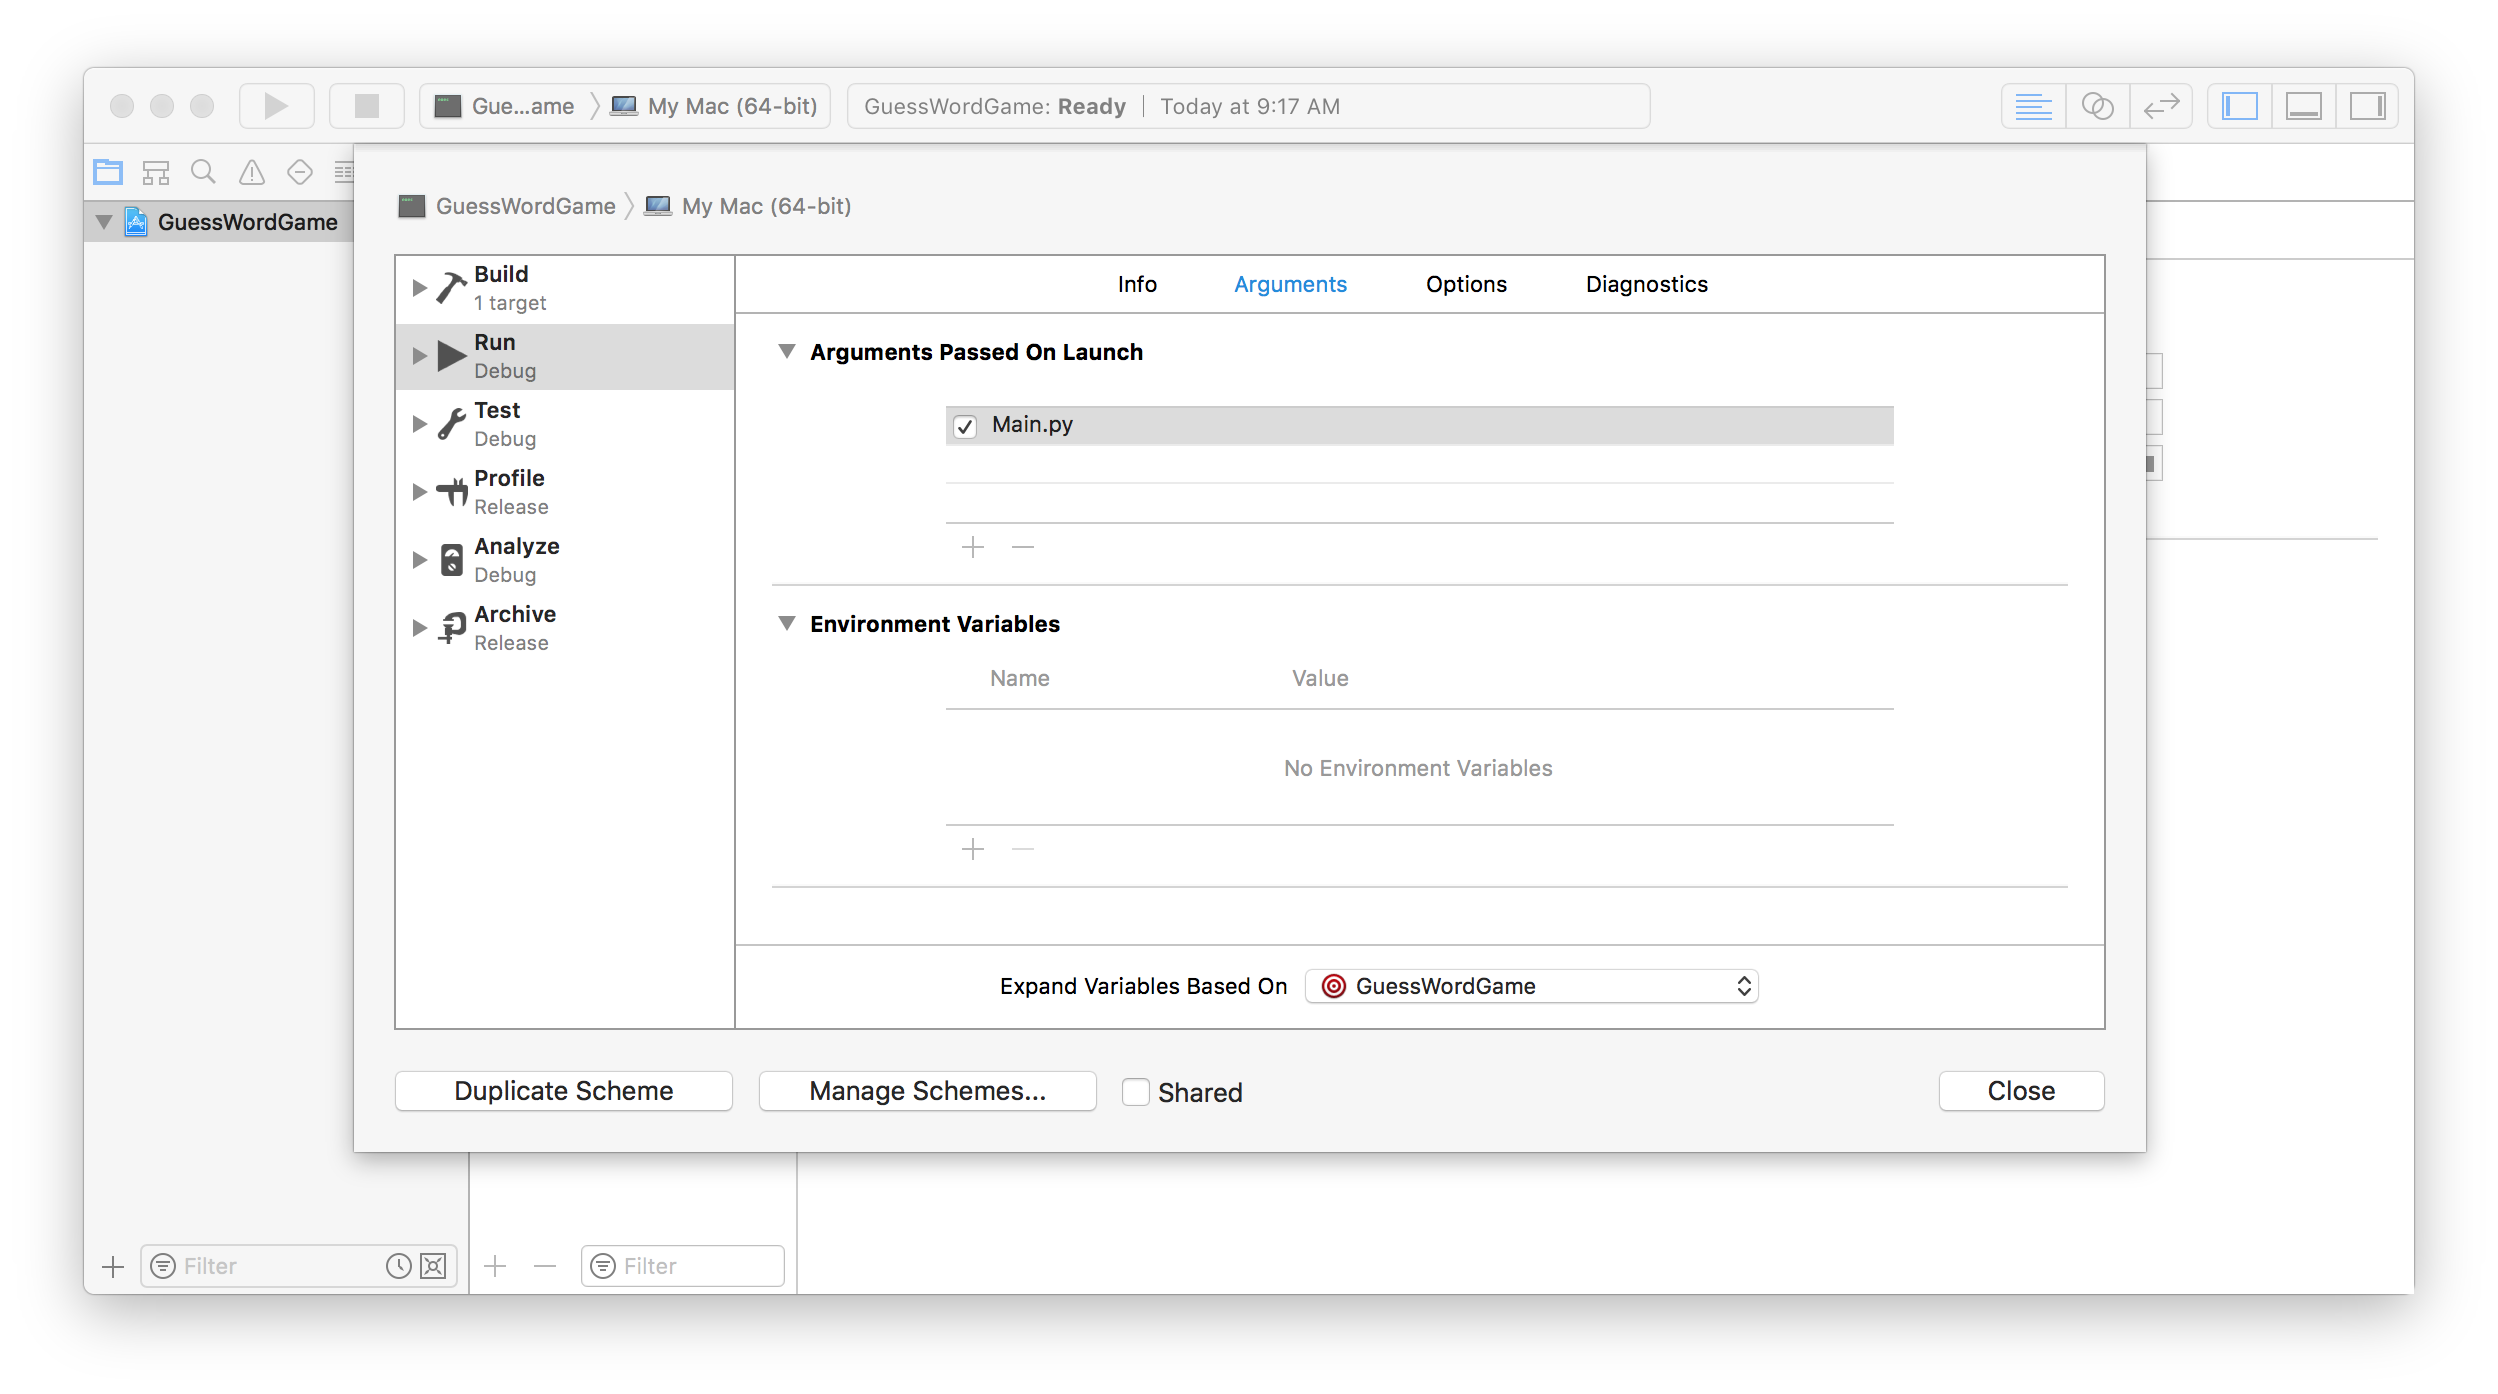 Gue...ame
My Mac (64-bit)
GuessWordGame: Ready
Today at 9:17 AM
GuessWordGame
GuessWordGame
My Mac (64-bit)
Build
1 target
Run
Debug
Test
Debug
Profile
Release
Analyze
Debug
Archive
Release
Info Arguments Options Diagnostics
Arguments Passed On Launch
Main.py
Environment Variables
Name Value
No Environment Variables
Expand Variables Based On GuessWordGame
Duplicate Scheme
Manage Schemes...
Shared
Close
Filter
Filter